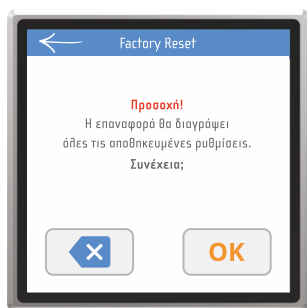 Factory Reset
Προσοχή!
Η επαναφορά θα διαγράψει
όλες τις αποθηκευμένες ρυθμίσεις.
Συνέχεια;
OK